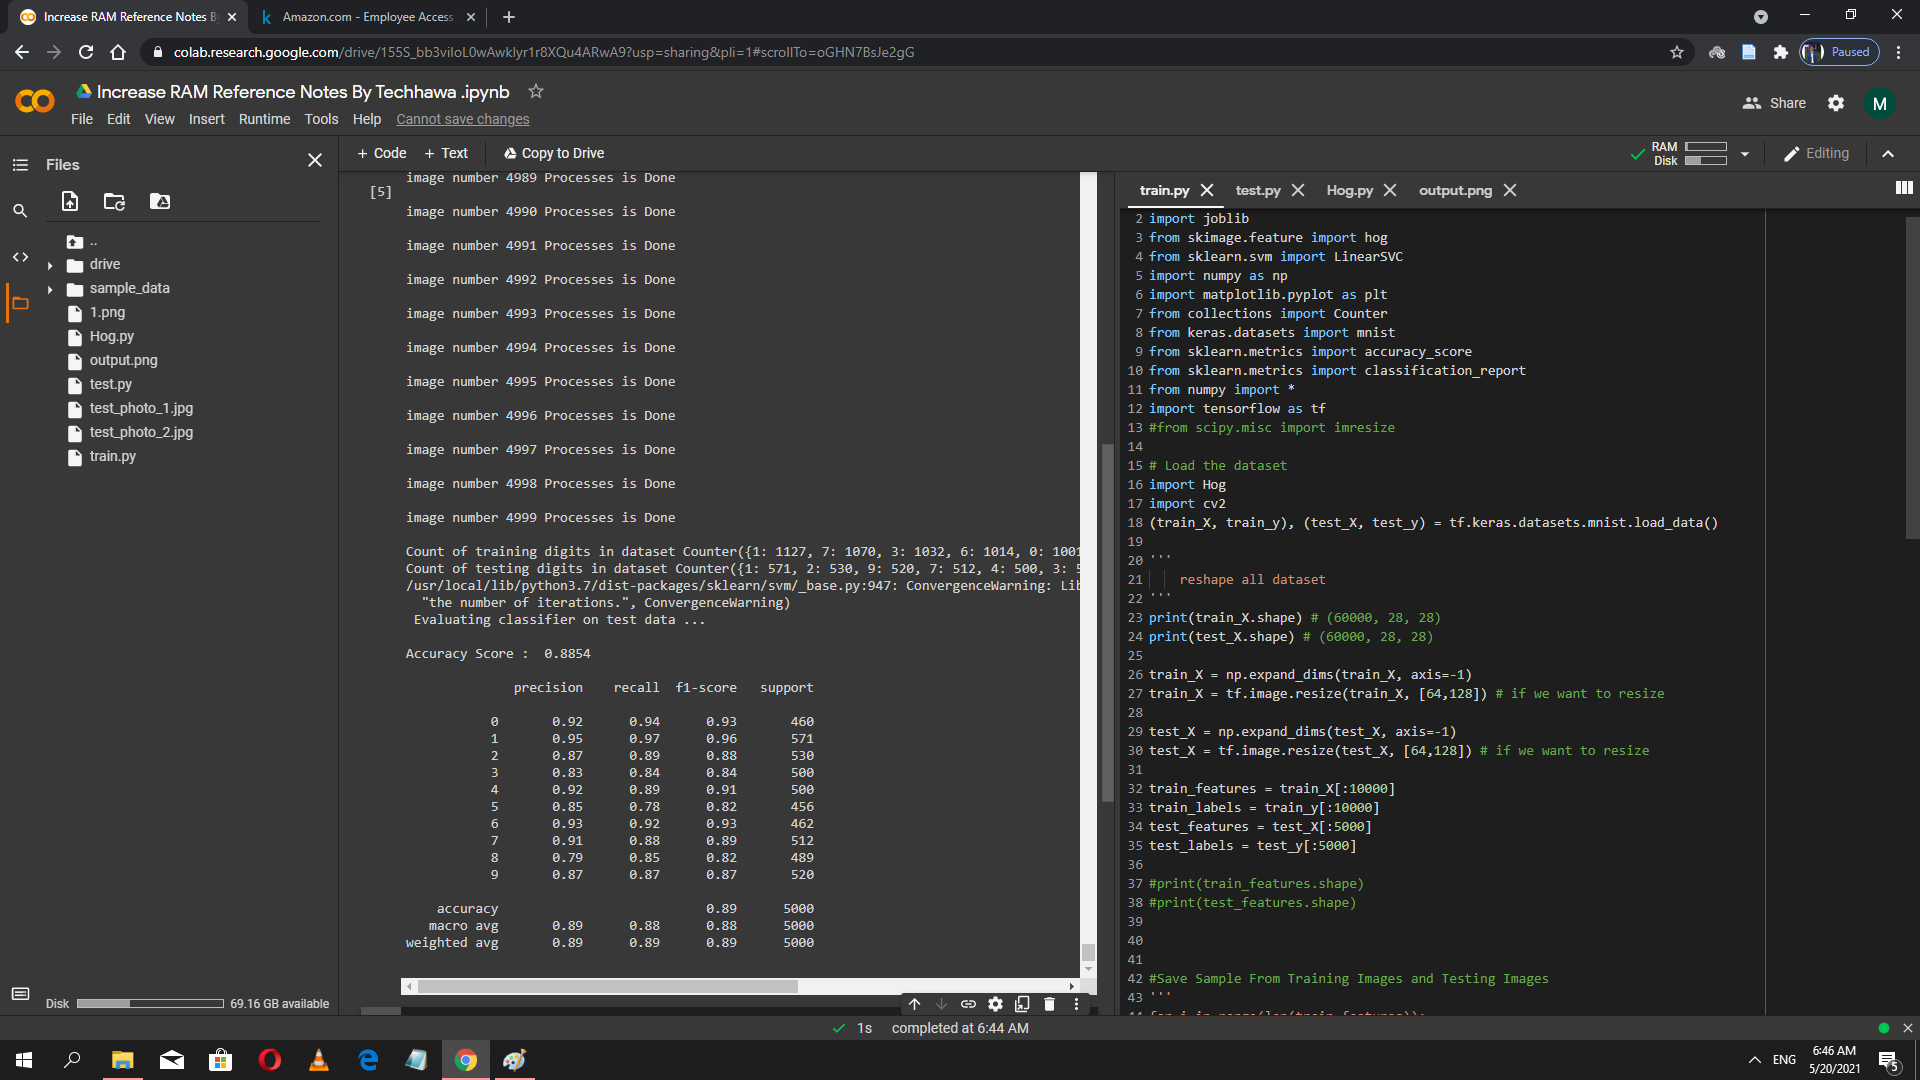 Increase RAM Reference Notes B
Amazon.com - Employee Access
colab.research.google.com/drive/155S_bb3viIoL0wAwkIyr1r8XQu4ARwA9?usp=sharing&pli=1#scrollTo=oGHN7BsJe2gG
Paused
Increase RAM Reference Notes By Techhawa .ipynb
File Edit View Insert Runtime Tools Help Cannot save changes
Share
M
Files
+ Code + Text Copy to Drive
RAM
Disk
Editing
..
drive
sample_data
1.png
Hog.py
output.png
test.py
test_photo_1.jpg
test_photo_2.jpg
train.py
Disk 69.16 GB available
[5]
image number 4989 Processes is Done
image number 4990 Processes is Done
image number 4991 Processes is Done
image number 4992 Processes is Done
image number 4993 Processes is Done
image number 4994 Processes is Done
image number 4995 Processes is Done
image number 4996 Processes is Done
image number 4997 Processes is Done
image number 4998 Processes is Done
image number 4999 Processes is Done
Count of training digits in dataset Counter({1: 1127, 7: 1070, 3: 1032, 6: 1014, 0: 1001
Count of testing digits in dataset Counter({1: 571, 2: 530, 9: 520, 7: 512, 4: 500, 3: 5
/usr/local/lib/python3.7/dist-packages/sklearn/svm/_base.py:947: ConvergenceWarning: Lib
"the number of iterations.", ConvergenceWarning)
Evaluating classifier on test data ...
Accuracy Score :  0.8854
precision recall f1-score support
0 0.92 0.94 0.93 460
1 0.95 0.97 0.96 571
2 0.87 0.89 0.88 530
3 0.83 0.84 0.84 500
4 0.92 0.89 0.91 500
5 0.85 0.78 0.82 456
6 0.93 0.92 0.93 462
7 0.91 0.88 0.89 512
8 0.79 0.85 0.82 489
9 0.87 0.87 0.87 520
accuracy 0.89 5000
macro avg 0.89 0.88 0.88 5000
weighted avg 0.89 0.89 0.89 5000
train.py test.py Hog.py output.png
2 import joblib
3 from skimage.feature import hog
4 from sklearn.svm import LinearSVC
5 import numpy as np
6 import matplotlib.pyplot as plt
7 from collections import Counter
8 from keras.datasets import mnist
9 from sklearn.metrics import accuracy_score
10 from sklearn.metrics import classification_report
11 from numpy import *
12 import tensorflow as tf
13 #from scipy.misc import imresize
14
15 # Load the dataset
16 import Hog
17 import cv2
18 (train_X, train_y), (test_X, test_y) = tf.keras.datasets.mnist.load_data()
19
20 '''
21 reshape all dataset
22 '''
23 print(train_X.shape) # (60000, 28, 28)
24 print(test_X.shape) # (60000, 28, 28)
25
26 train_X = np.expand_dims(train_X, axis=-1)
27 train_X = tf.image.resize(train_X, [64,128]) # if we want to resize
28
29 test_X = np.expand_dims(test_X, axis=-1)
30 test_X = tf.image.resize(test_X, [64,128]) # if we want to resize
31
32 train_features = train_X[:10000]
33 train_labels = train_y[:10000]
34 test_features = test_X[:5000]
35 test_labels = test_y[:5000]
36
37 #print(train_features.shape)
38 #print(test_features.shape)
39
40
41
42 #Save Sample From Training Images and Testing Images
43 '''
44 for i in range(len(train_features)):
1s completed at 6:44 AM
ENG
6:46 AM
5/20/2021
5